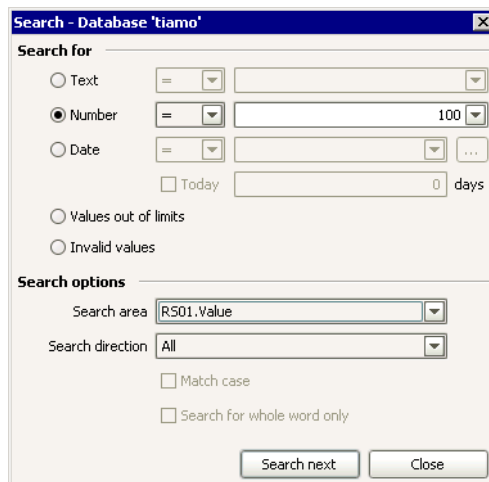 Search - Database 'tiamo'
Search for
Text =
Number = 100
Date = ...
Today 0 days
Values out of limits
Invalid values
Search options
Search area RS01.Value
Search direction All
Match case
Search for whole word only
Search next Close